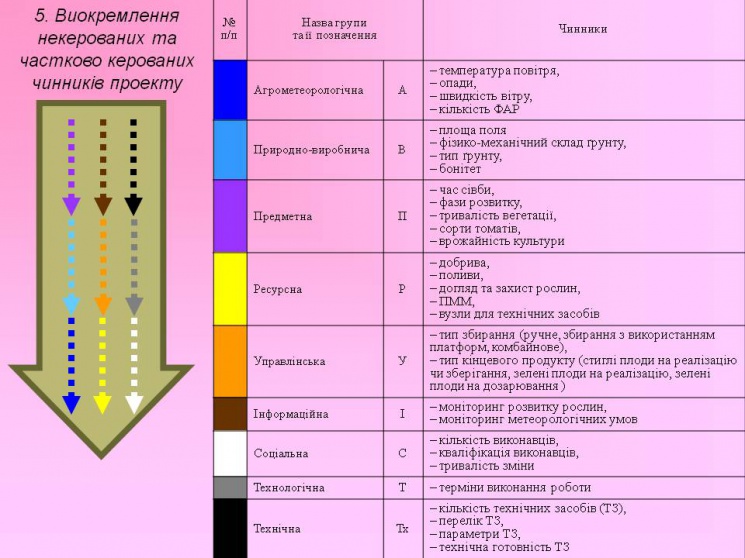 5. Виокремлення
некерованих та
частково керованих
чинників проекту
№
п/п
Назва групи
та її позначення
Чинники
Агрометеорологічна
А
– температура повітря,
– опади,
– швидкість вітру,
– кількість ФАР
Природно-виробнича
В
– площа поля
– фізико-механічний склад ґрунту,
– тип ґрунту,
– бонітет
Предметна
П
– час сівби,
– фази розвитку,
– тривалість вегетації,
– сорти томатів,
– врожайність культури
Ресурсна
Р
– добрива,
– поливи,
– догляд та захист рослин,
– ПММ,
– вузли для технічних засобів
Управлінська
У
– тип збирання (ручне, збирання з використанням
платформ, комбайнове),
– тип кінцевого продукту (стиглі плоди на реалізацію
чи зберігання, зелені плоди на реалізацію, зелені
плоди на дозарювання )
Інформаційна
І
– моніторинг розвитку рослин,
– моніторинг метеорологічних умов
Соціальна
С
– кількість виконавців,
– кваліфікація виконавців,
– тривалість зміни
Технологічна
Т
– терміни виконання роботи
Технічна
Тх
– кількість технічних засобів (ТЗ),
– перелік ТЗ,
– параметри ТЗ,
– технічна готовність ТЗ